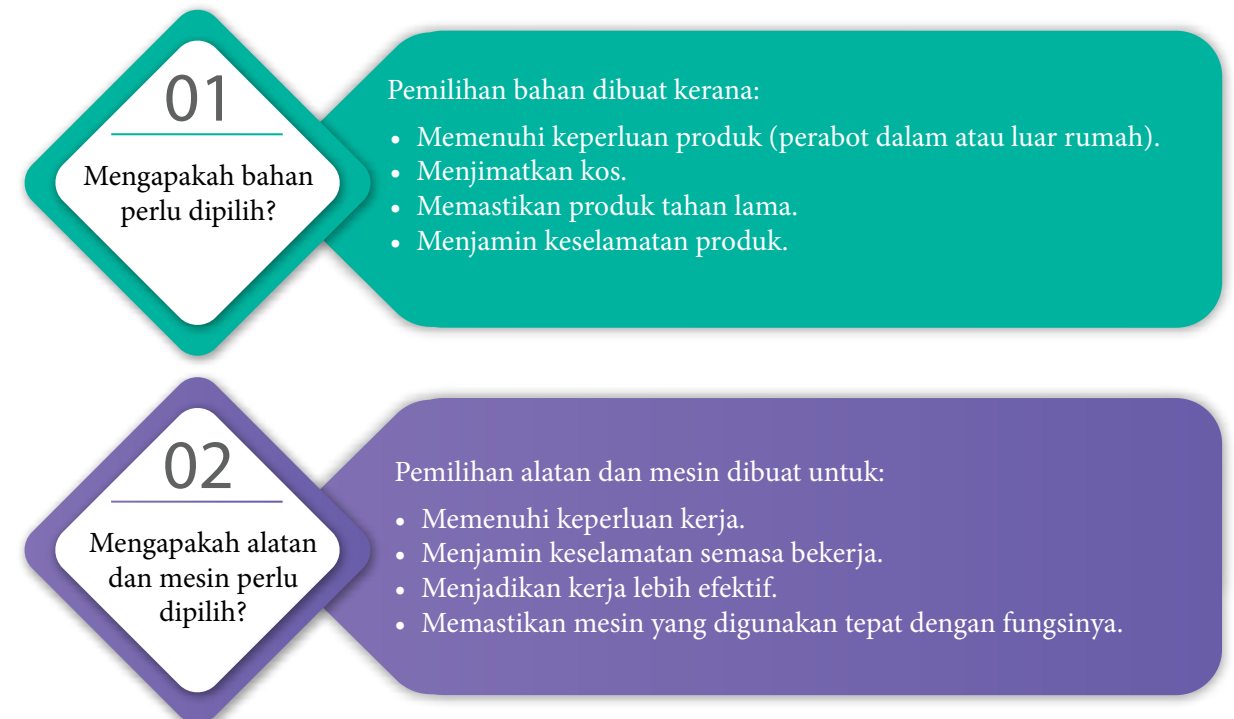 01
Mengapakah bahan
perlu dipilih?
Pemilihan bahan dibuat kerana:
• Memenuhi keperluan produk (perabot dalam atau luar rumah).
• Menjimatkan kos.
• Memastikan produk tahan lama.
• Menjamin keselamatan produk.
02
Mengapakah alatan
dan mesin perlu
dipilih?
Pemilihan alatan dan mesin dibuat untuk:
• Memenuhi keperluan kerja.
• Menjamin keselamatan semasa bekerja.
• Menjadikan kerja lebih efektif.
• Memastikan mesin yang digunakan tepat dengan fungsinya.